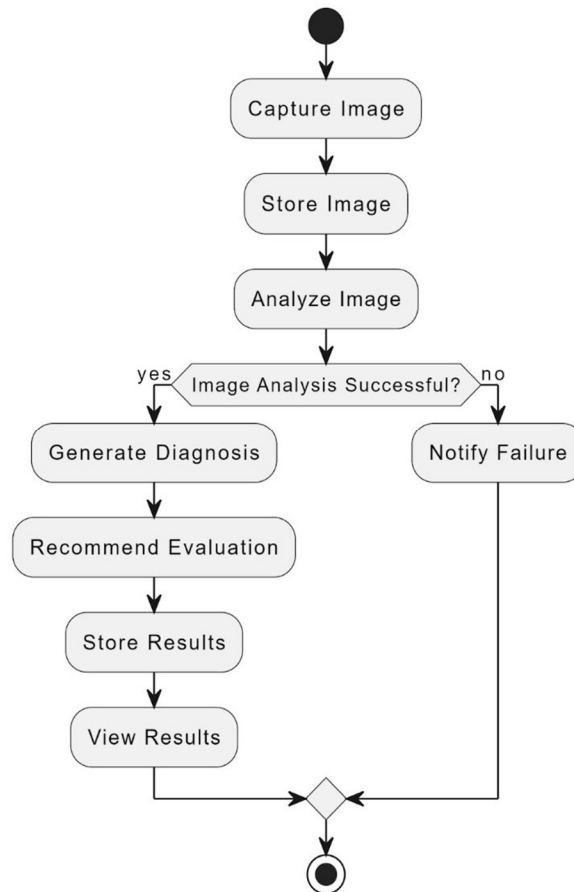 Capture Image
Store Image
Analyze Image
yes
Image Analysis Successful?
no
Generate Diagnosis
Notify Failure
Recommend Evaluation
Store Results
View Results